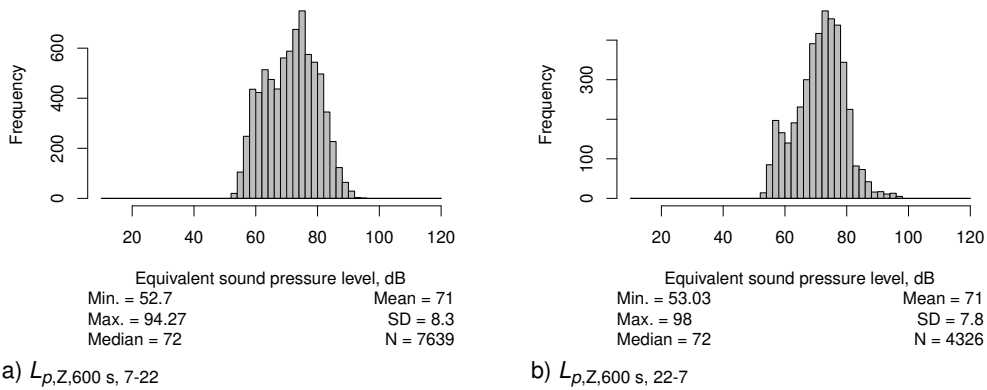 Frequency
0 200 400 600
20 40 60 80 100 120
Equivalent sound pressure level, dB
Min. = 52.7 Mean = 71
Max. = 94.27 SD = 8.3
Median = 72 N = 7639
a) Lp,Z,600 s, 7-22
Frequency
0 100 300
20 40 60 80 100 120
Equivalent sound pressure level, dB
Min. = 53.03 Mean = 71
Max. = 98 SD = 7.8
Median = 72 N = 4326
b) Lp,Z,600 s, 22-7